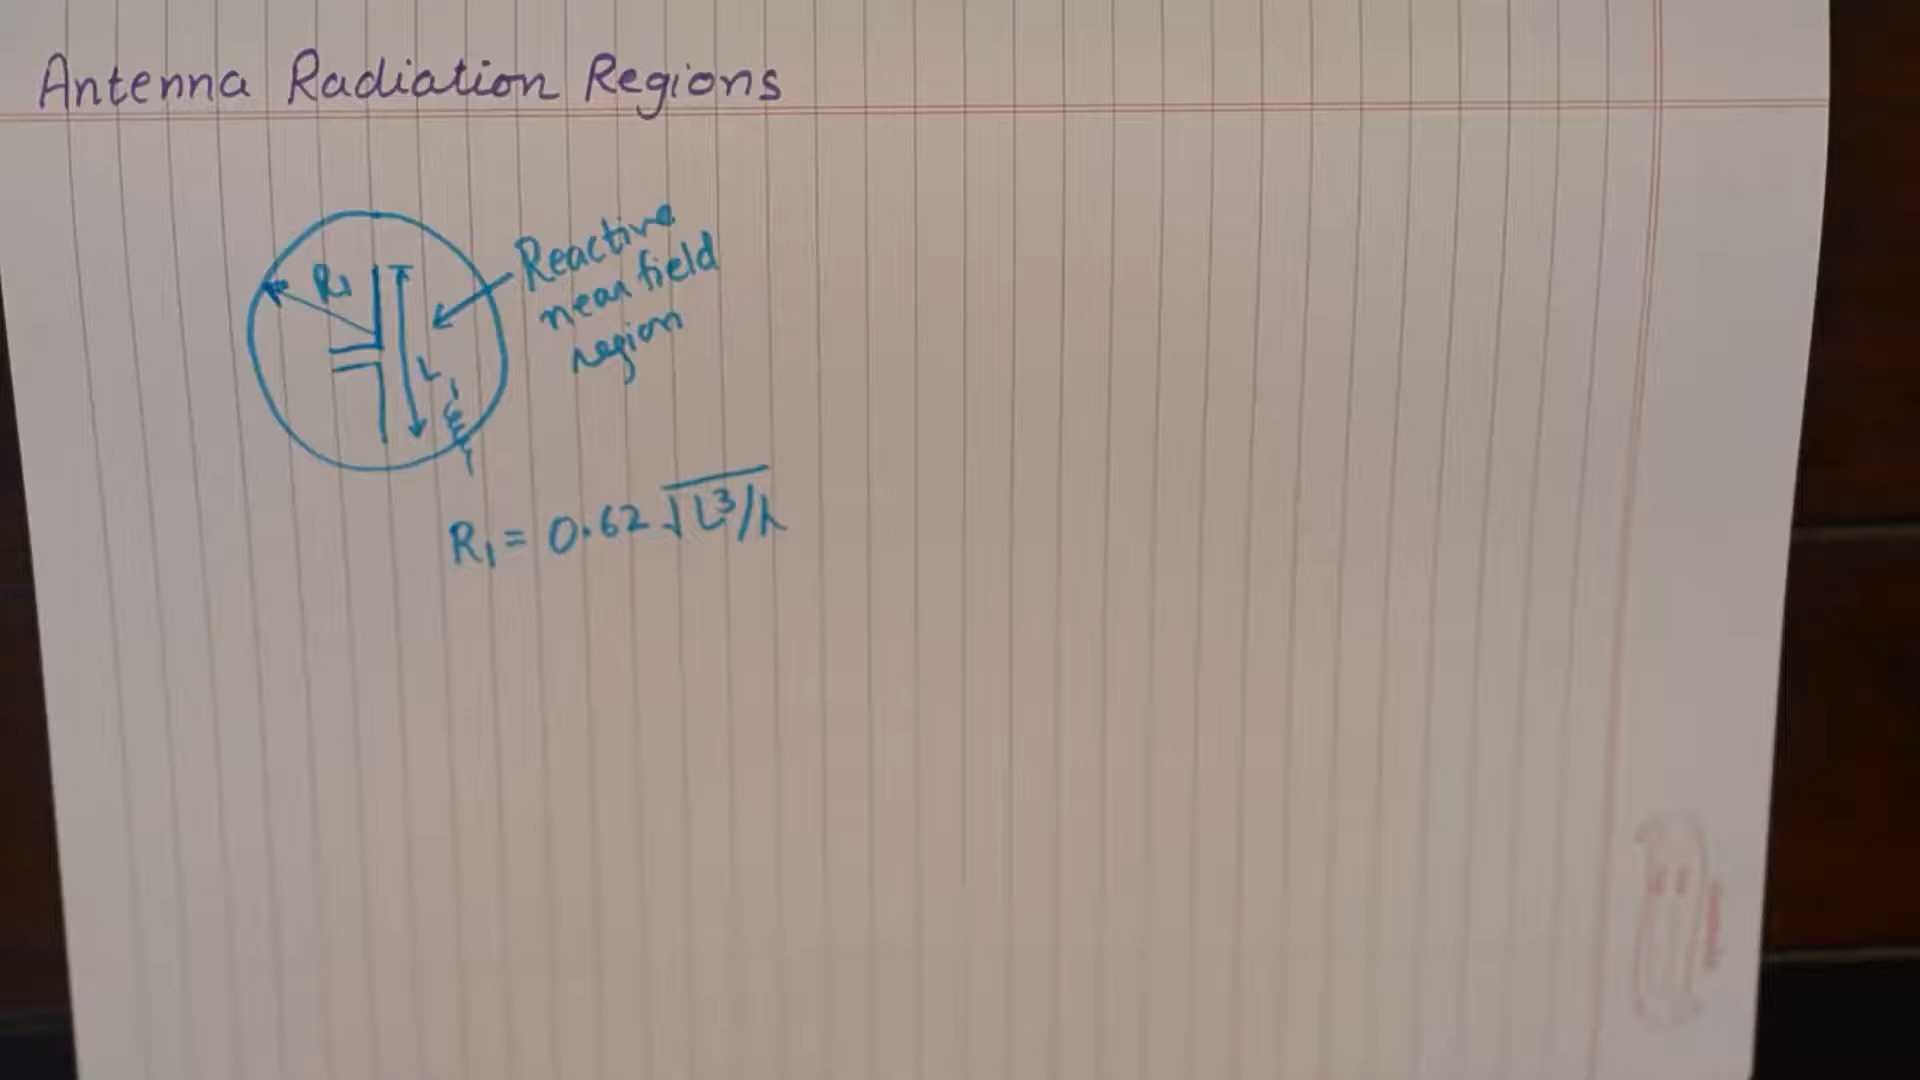 Antenna Radiation Regions
R1
L
Reactive
near field
region
R1 = 0.62 √L³/λ